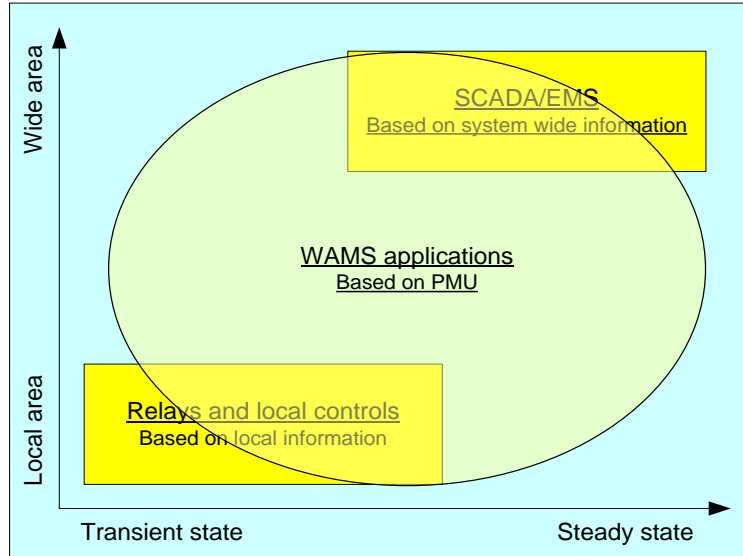 Wide area
SCADA/EMS
Based on system wide information
WAMS applications
Based on PMU
Relays and local controls
Based on local information
Local area
Transient state
Steady state